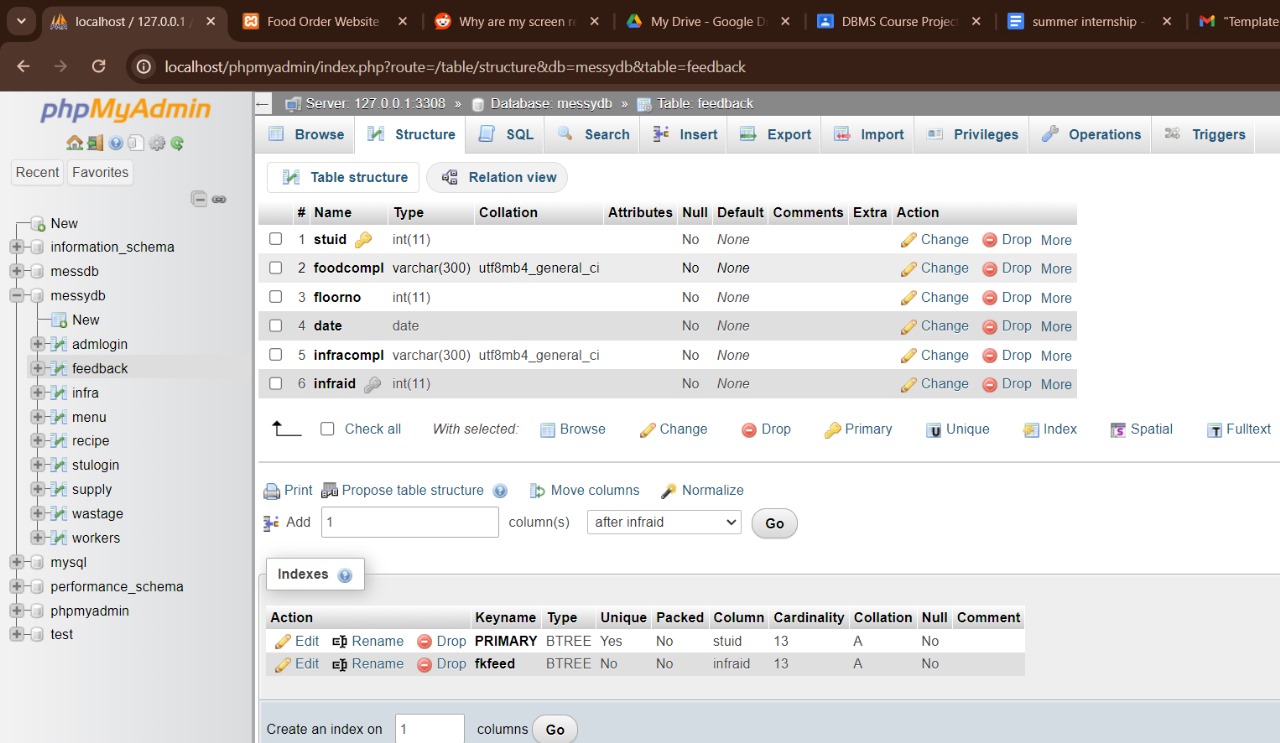 localhost / 127.0.0.1 /
Food Order Website
Why are my screen re
My Drive - Google D
DBMS Course Project
summer internship -
"Template
localhost/phpmyadmin/index.php?route=/table/structure&db=messydb&table=feedback
phpMyAdmin
Recent Favorites
New
information_schema
messdb
messydb
New
admlogin
feedback
infra
menu
recipe
stulogin
supply
wastage
workers
mysql
performance_schema
phpmyadmin
test
Server: 127.0.0.1:3308 » Database: messydb » Table: feedback
Browse Structure SQL Search Insert Export Import Privileges Operations Triggers
Table structure Relation view
# Name Type Collation Attributes Null Default Comments Extra Action
1 stuid int(11) No None Change Drop More
2 foodcompl varchar(300) utf8mb4_general_ci No None Change Drop More
3 floorno int(11) No None Change Drop More
4 date date No None Change Drop More
5 infracompl varchar(300) utf8mb4_general_ci No None Change Drop More
6 infraid int(11) No None Change Drop More
Check all With selected: Browse Change Drop Primary Unique Index Spatial Fulltext
Print Propose table structure Move columns Normalize
Add 1 column(s) after infraid Go
Indexes
Action Keyname Type Unique Packed Column Cardinality Collation Null Comment
Edit Rename Drop PRIMARY BTREE Yes No stuid 13 A No
Edit Rename Drop fkfeed BTREE No No infraid 13 A No
Create an index on 1 columns Go